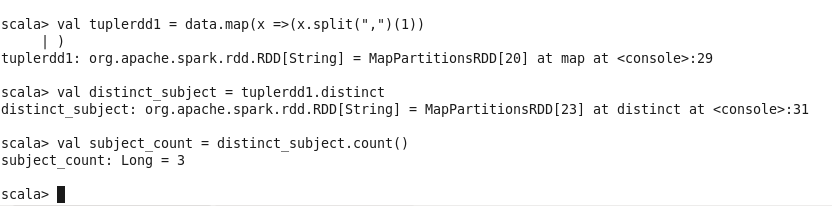 scala> val tuplerdd1 = data.map(x =>(x.split(",")(1))
     | )
tuplerdd1: org.apache.spark.rdd.RDD[String] = MapPartitionsRDD[20] at map at <console>:29
scala> val distinct_subject = tuplerdd1.distinct
distinct_subject: org.apache.spark.rdd.RDD[String] = MapPartitionsRDD[23] at distinct at <console>:31
scala> val subject_count = distinct_subject.count()
subject_count: Long = 3
scala>